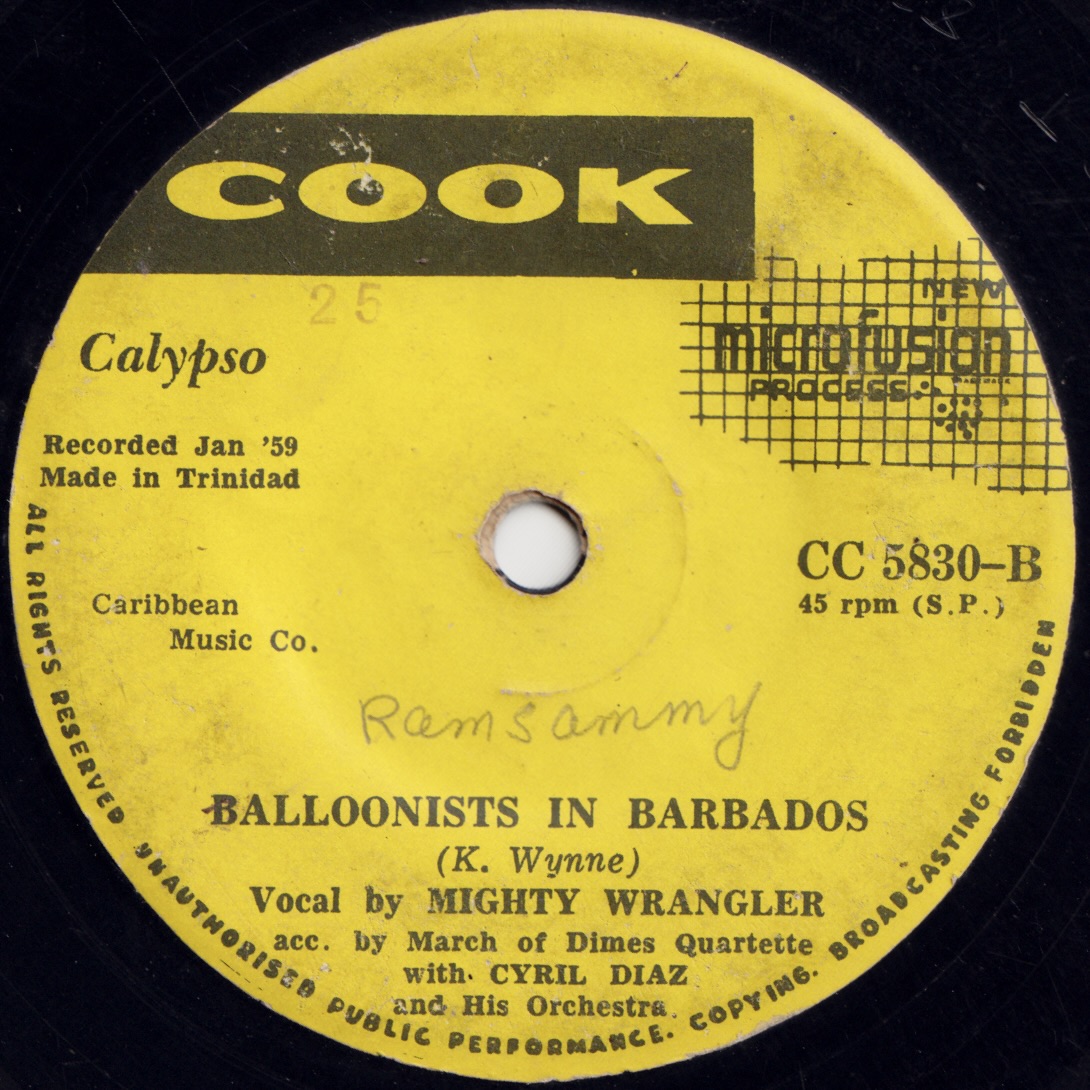 COOK
25
Calypso
NEW
microfusion
PROCESS
TRADEMARK
Recorded Jan '59
Made in Trinidad
CC 5830-B
45 rpm (S.P.)
Caribbean
Music Co.
Ramsammy
BALLOONISTS IN BARBADOS
(K. Wynne)
Vocal by MIGHTY WRANGLER
acc. by March of Dimes Quartette
with CYRIL DIAZ
and His Orchestra.
ALL RIGHTS RESERVED UNAUTHORISED PUBLIC PERFORMANCE. COPYING. BROADCASTING FORBIDDEN